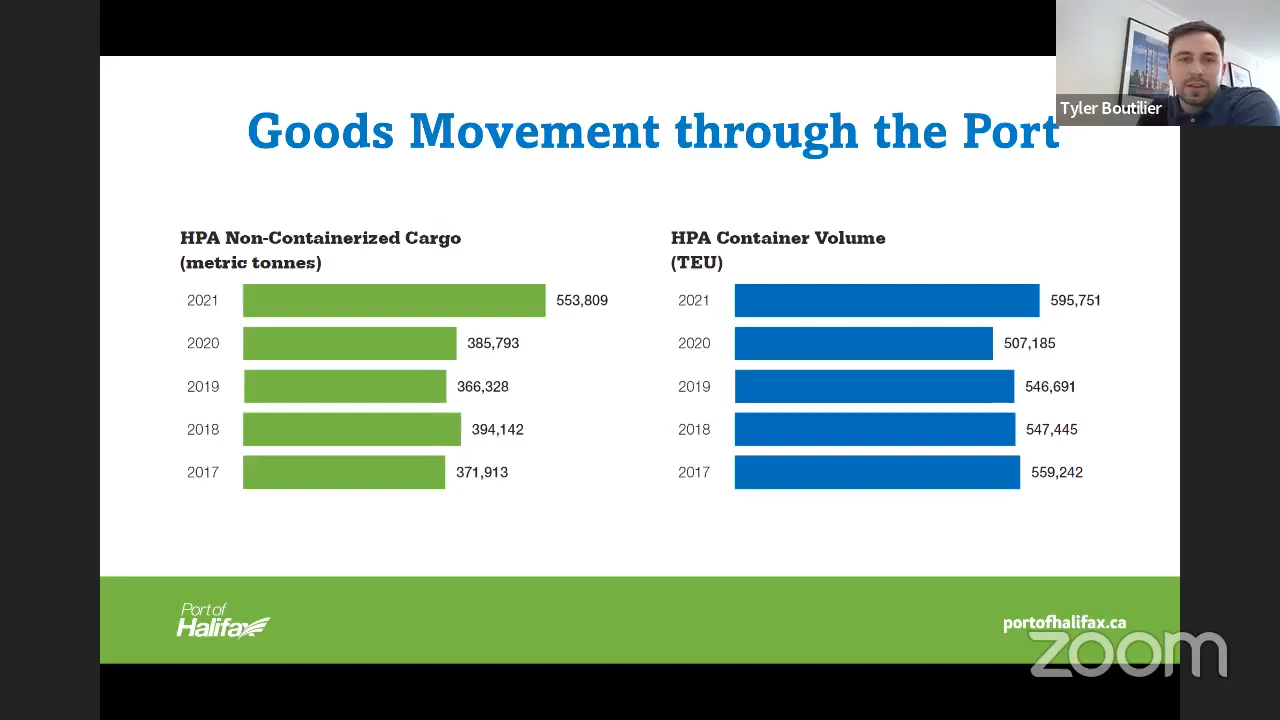 Tyler Boutilier
Goods Movement through the Port
HPA Non-Containerized Cargo
(metric tonnes)
2021 553,809
2020 385,793
2019 366,328
2018 394,142
2017 371,913
HPA Container Volume
(TEU)
2021 595,751
2020 507,185
2019 546,691
2018 547,445
2017 559,242
Port of
Halifax
portofhalifax.ca
zoom